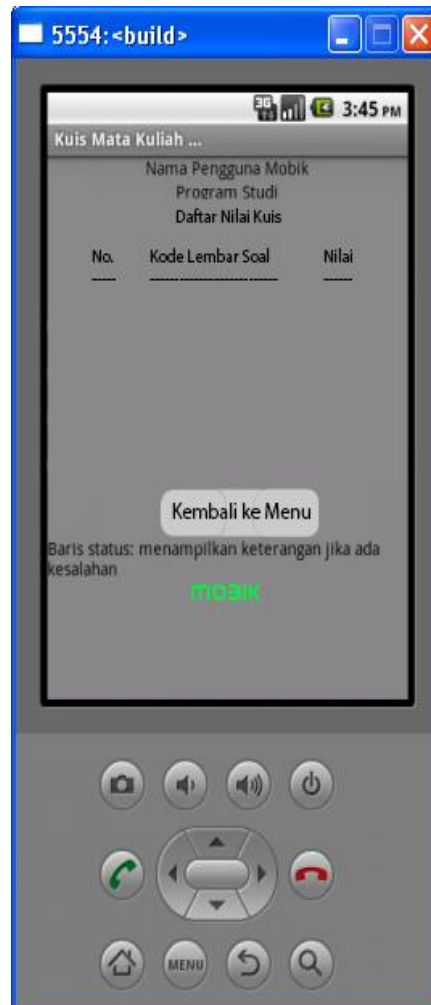 5554:<build>
3G 3:45 PM
Kuis Mata Kuliah ...
Nama Pengguna Mobik
Program Studi
Daftar Nilai Kuis
No. Kode Lembar Soal Nilai
----- ------------------------- ------
Kembali ke Menu
Baris status: menampilkan keterangan jika ada
kesalahan
MOBIK
MENU